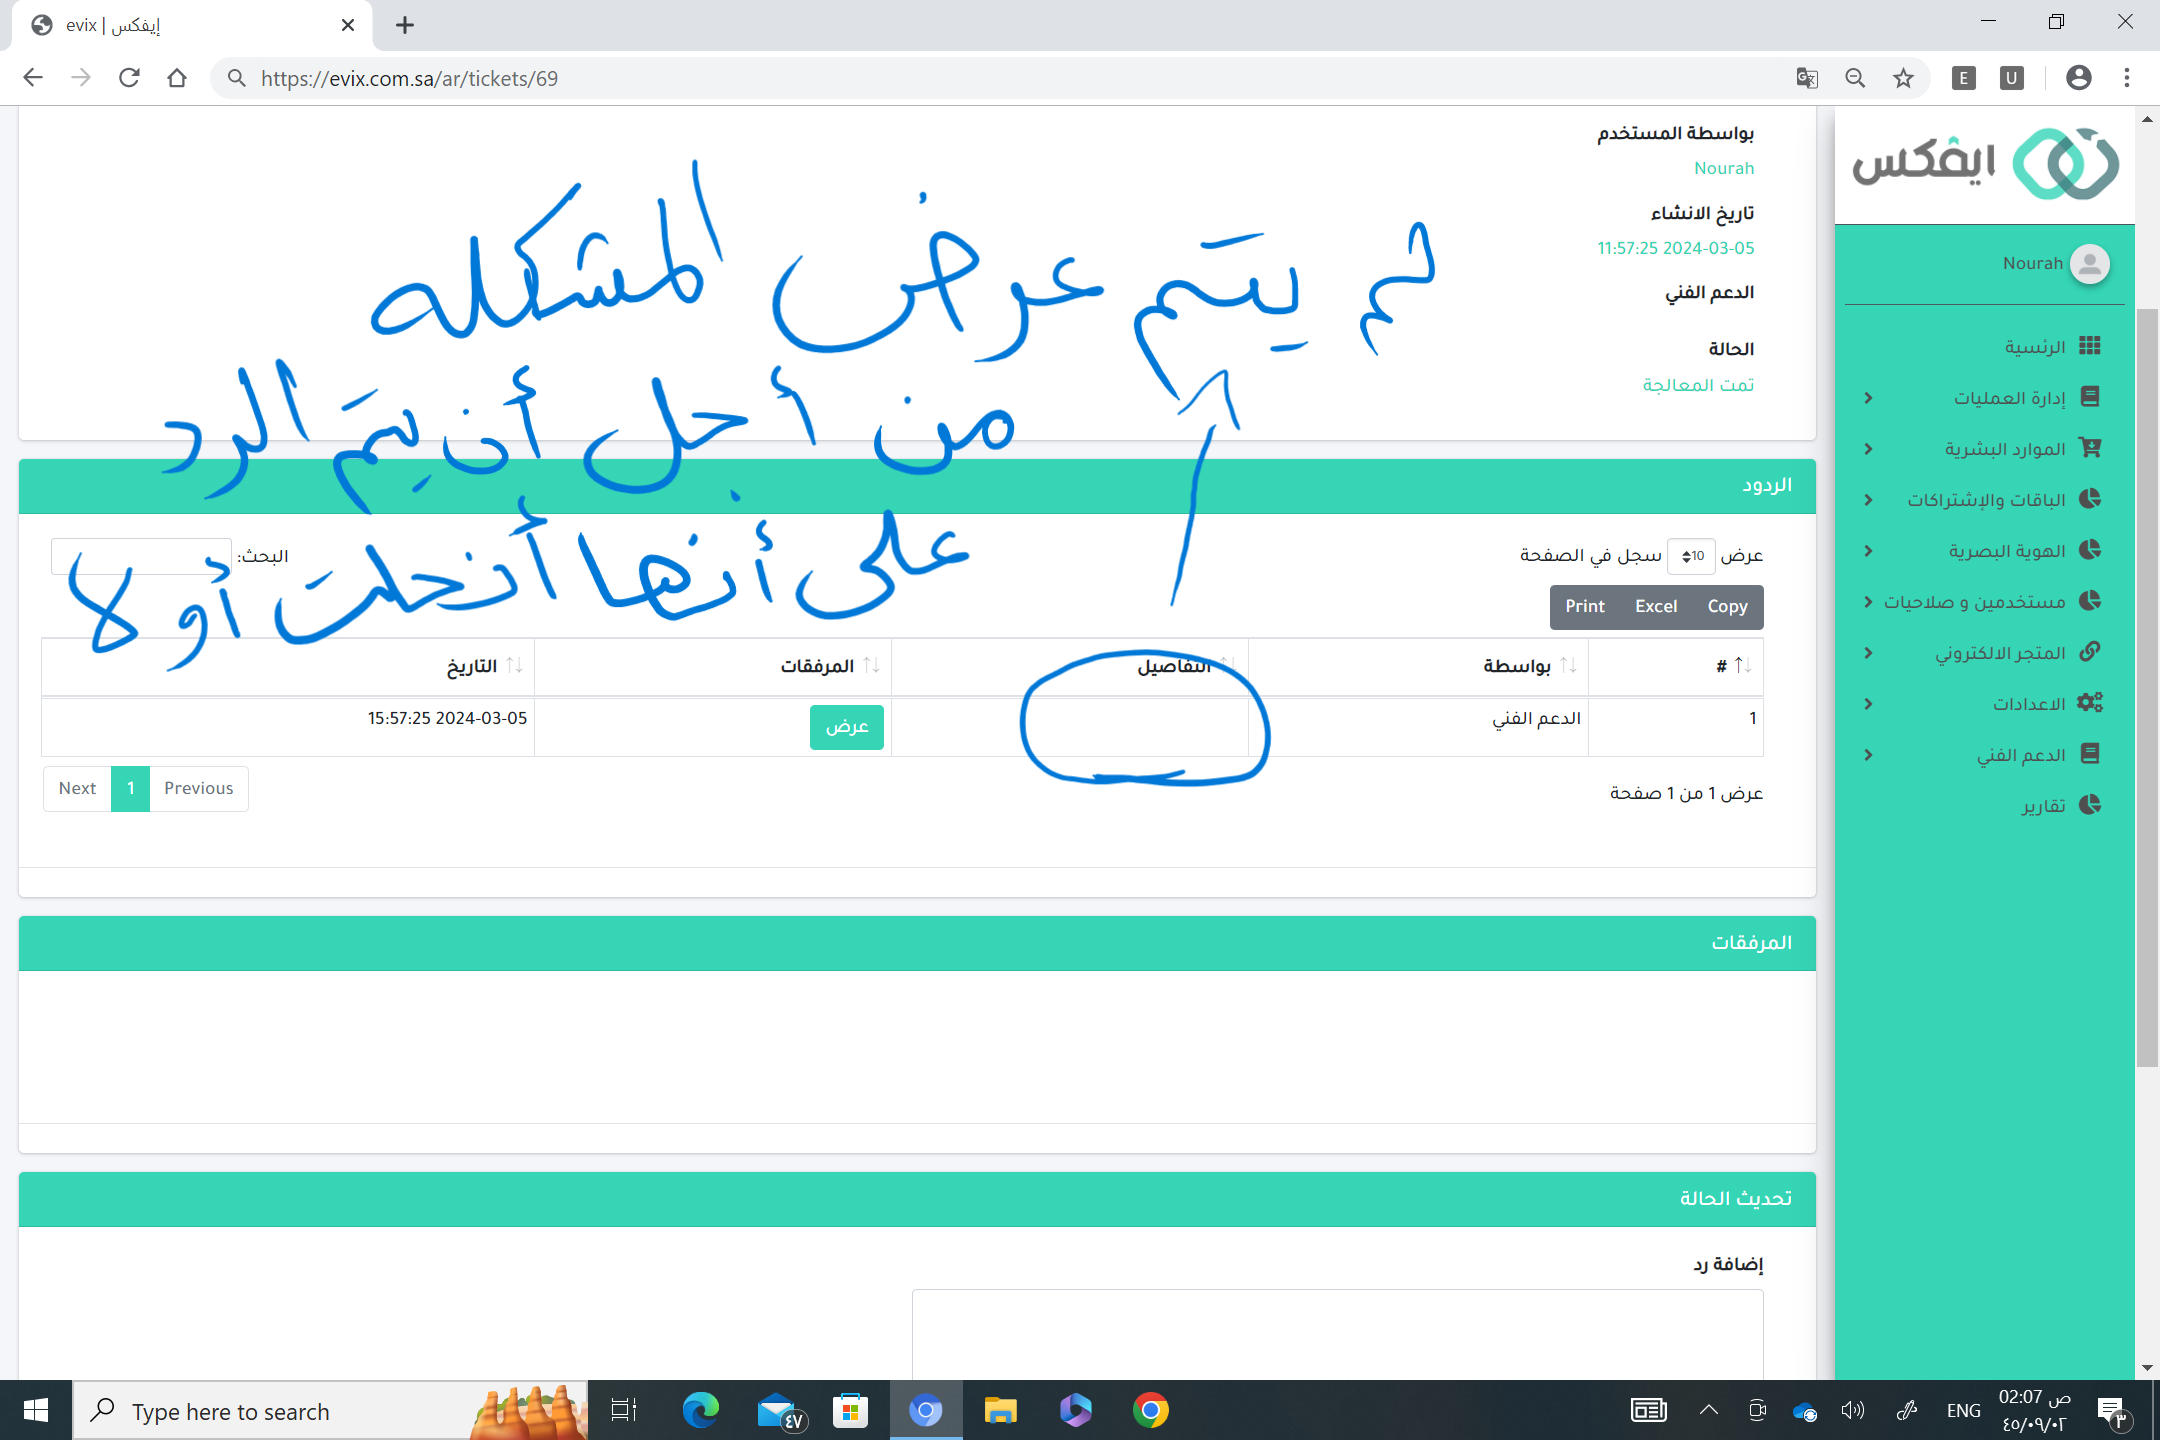 evix | إيفكس
https://evix.com.sa/ar/tickets/69
E
U
ايفكس
Nourah
الرئسية
إدارة العمليات
الموارد البشرية
الباقات والإشتراكات
الهوية البصرية
مستخدمين و صلاحيات
المتجر الالكتروني
الاعدادات
الدعم الفني
تقارير
بواسطة المستخدم
Nourah
تاريخ الانشاء
11:57:25 2024-03-05
الدعم الفني
الحالة
تمت المعالجة
لم يتم عرض المشكله
من أجل أن يتم الرد
على أنها أنحلت أو لا
الردود
عرض 10 سجل في الصفحة
البحث:
Print Excel Copy
# بواسطة التفاصيل المرفقات التاريخ
1 الدعم الفني عرض 15:57:25 2024-03-05
عرض 1 من 1 صفحة
Next 1 Previous
المرفقات
تحديث الحالة
إضافة رد
Type here to search
٤٧
ENG
02:07 ص
٤٥/٠٩/٠٢
٣